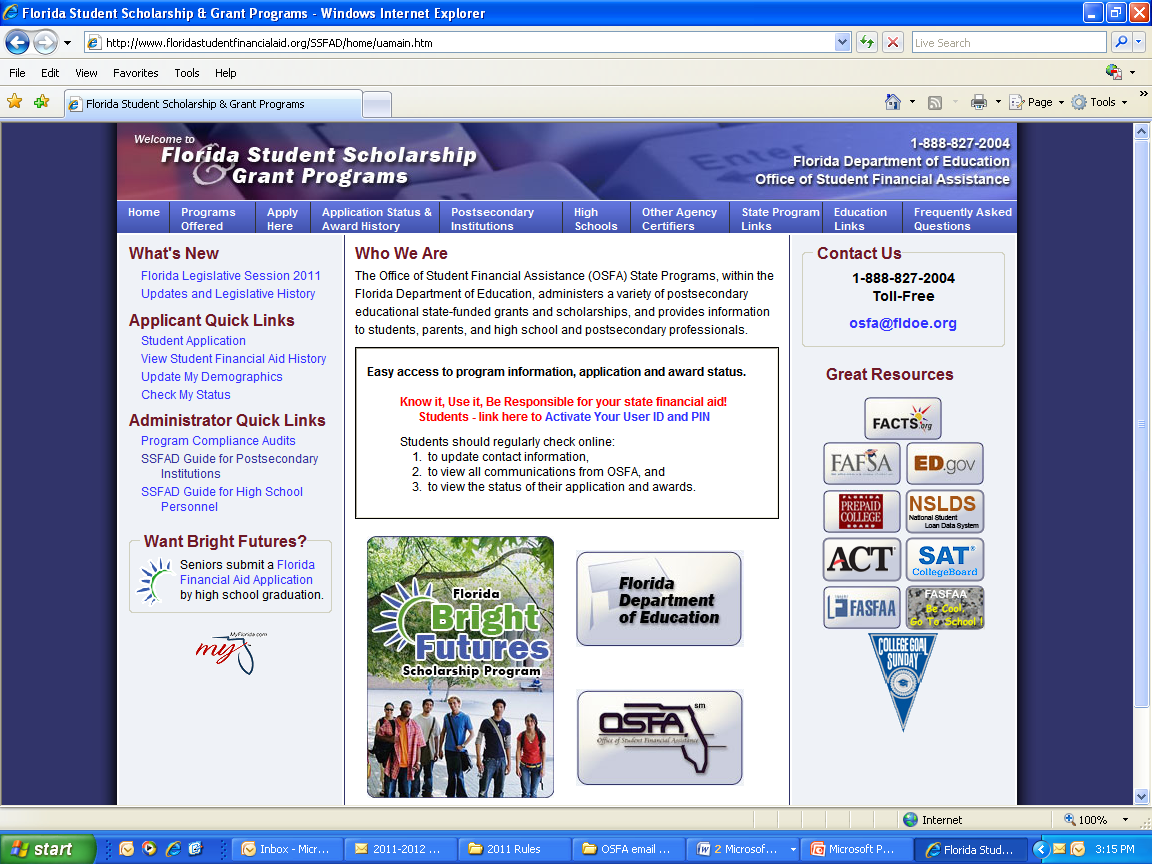 Florida Student Scholarship & Grant Programs - Windows Internet Explorer
http://www.floridastudentfinancialaid.org/SSFAD/home/uamain.htm
Live Search
File Edit View Favorites Tools Help
Florida Student Scholarship & Grant Programs
Page Tools »
Welcome to
Florida Student Scholarship
& Grant Programs
1-888-827-2004
Florida Department of Education
Office of Student Financial Assistance
Home
Programs Offered
Apply Here
Application Status & Award History
Postsecondary Institutions
High Schools
Other Agency Certifiers
State Program Links
Education Links
Frequently Asked Questions
What's New
Florida Legislative Session 2011
Updates and Legislative History
Applicant Quick Links
Student Application
View Student Financial Aid History
Update My Demographics
Check My Status
Administrator Quick Links
Program Compliance Audits
SSFAD Guide for Postsecondary
Institutions
SSFAD Guide for High School
Personnel
Want Bright Futures?
Seniors submit a Florida
Financial Aid Application
by high school graduation.
MyFlorida.com
my
Who We Are
The Office of Student Financial Assistance (OSFA) State Programs, within the
Florida Department of Education, administers a variety of postsecondary
educational state-funded grants and scholarships, and provides information
to students, parents, and high school and postsecondary professionals.
Easy access to program information, application and award status.
Know it, Use it, Be Responsible for your state financial aid!
Students - link here to Activate Your User ID and PIN
Students should regularly check online:
1. to update contact information,
2. to view all communications from OSFA, and
3. to view the status of their application and awards.
Florida
Bright
Futures
Scholarship Program
Florida
Department
of Education
OSFA sm
Office of Student Financial Assistance
Contact Us
1-888-827-2004
Toll-Free
osfa@fldoe.org
Great Resources
FACTS.org
FAFSA
ED.gov
FLORIDA
PREPAID
COLLEGE
BOARD
NSLDS
National Student
Loan Data System
ACT
SAT
CollegeBoard
FASFAA
FASFAA
Be Cool
Go To School !
COLLEGE GOAL
SUNDAY
Internet
100%
start
Inbox - Micr...
2011-2012 ...
2011 Rules
OSFA email ...
2 Microsof...
Microsoft P...
Florida Stud...
3:15 PM